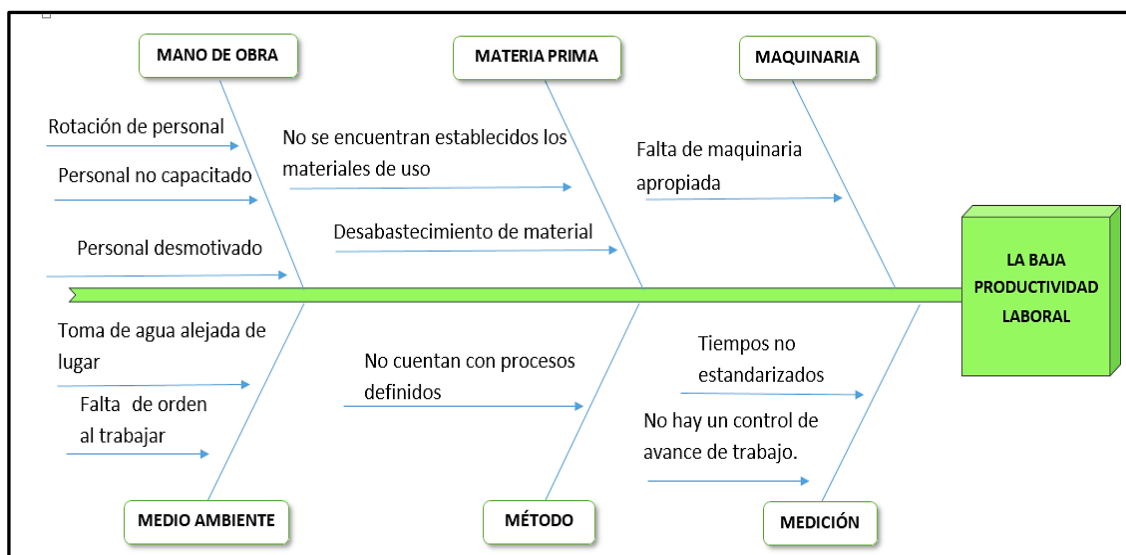 MANO DE OBRA
MATERIA PRIMA
MAQUINARIA
Rotación de personal
Personal no capacitado
Personal desmotivado
No se encuentran establecidos los
materiales de uso
Desabastecimiento de material
Falta de maquinaria
apropiada
LA BAJA
PRODUCTIVIDAD
LABORAL
Toma de agua alejada de
lugar
Falta de orden
al trabajar
No cuentan con procesos
definidos
Tiempos no
estandarizados
No hay un control de
avance de trabajo.
MEDIO AMBIENTE
MÉTODO
MEDICIÓN